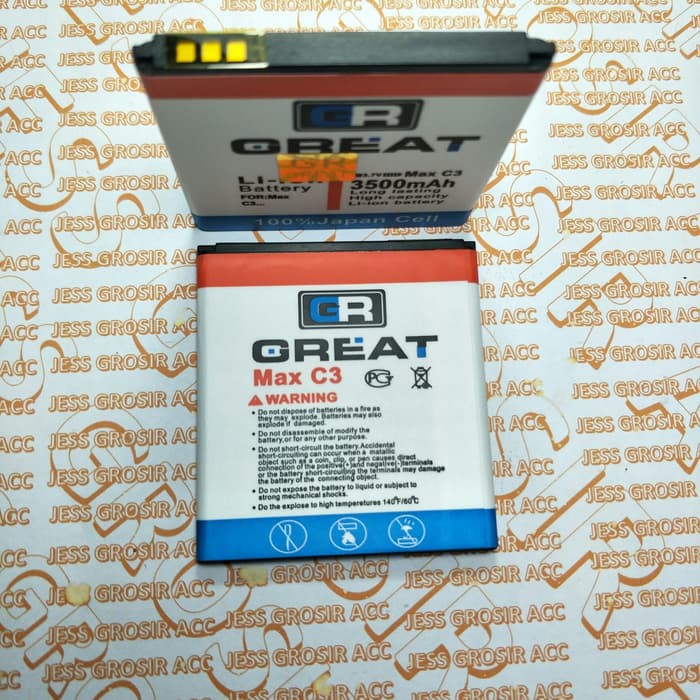 GR
GREAT
Li-ion
Battery
FOR:Max
C3...
Max C3
3500mAh
Long lasting
High capacity
Li-ion battery
100%Japan Cell
GR
GREAT
Max C3
PG
WARNING
• Do not dispose of batteries in a fire as
they may explode. Batteries may also
explode if damaged.
• Do not disassemble of modify the
battery,or for any other purpose.
• Do not short-circuit the battery.Accidental
short-circuiting can occur when a matallic
object such as a coin, clip, or pen causes direct
connection of the positive(+)and negative(-)terminals
or the battery short-circuiting the terminals may damage
the battery of the connecting object.
• Do not expose the battery to liquid or subject to
strong mechanical shocks.
• Do the explose to high temperetures 140°F/60°C
JESS GROSIR ACC